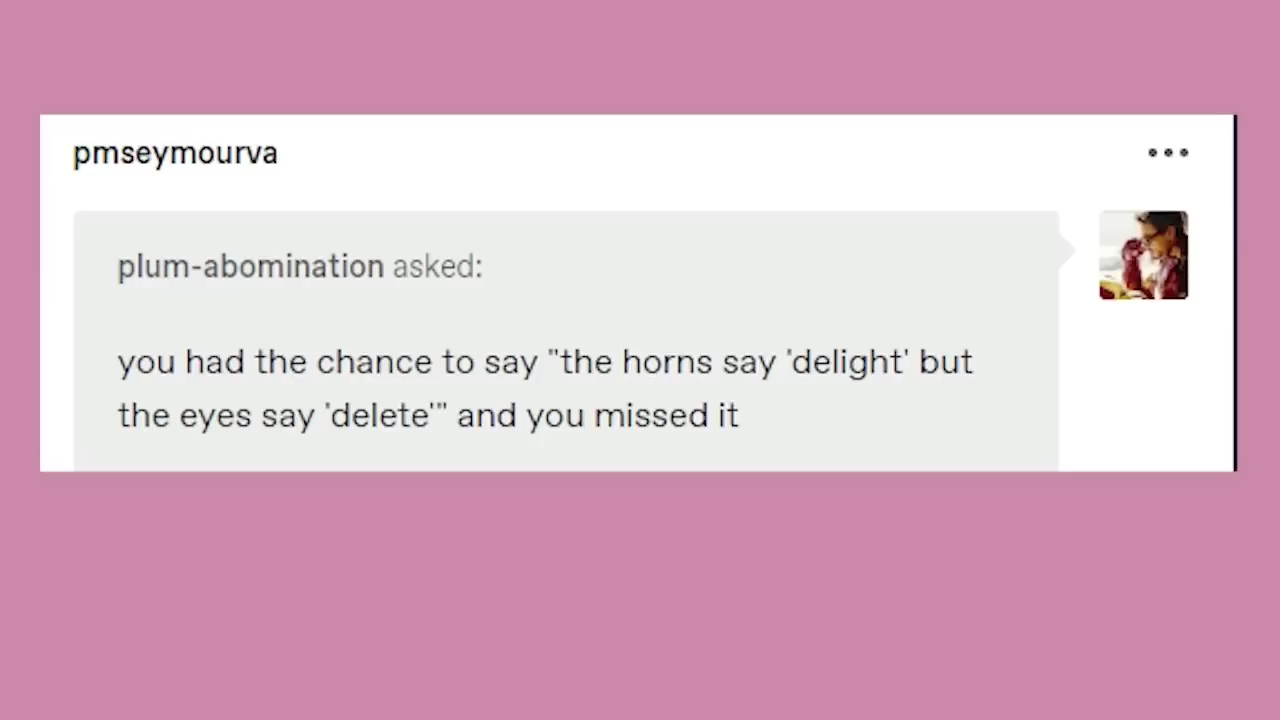 pmseymourva
plum-abomination asked:
you had the chance to say "the horns say 'delight' but
the eyes say 'delete'" and you missed it